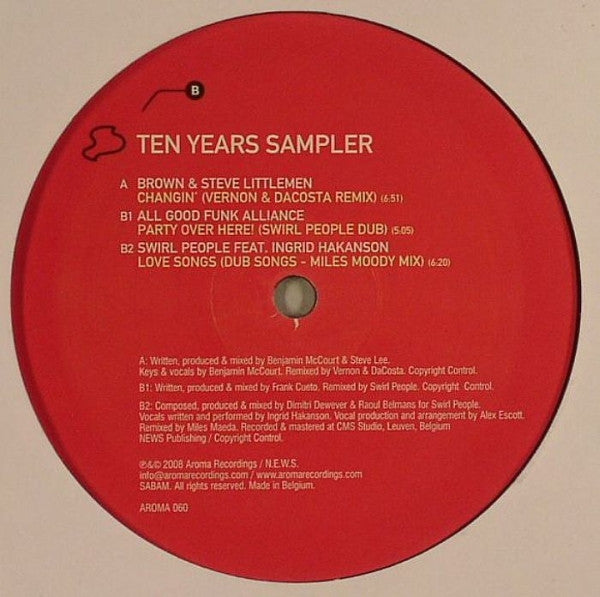 B
TEN YEARS SAMPLER
A BROWN & STEVE LITTLEMEN
CHANGIN' (VERNON & DACOSTA REMIX) (6:51)
B1 ALL GOOD FUNK ALLIANCE
PARTY OVER HERE! (SWIRL PEOPLE DUB) (5:05)
B2 SWIRL PEOPLE FEAT. INGRID HAKANSON
LOVE SONGS (DUB SONGS - MILES MOODY MIX) (6:20)
A: Written, produced & mixed by Benjamin McCourt & Steve Lee.
Keys & vocals by Benjamin McCourt. Remixed by Vernon & DaCosta. Copyright Control.
B1: Written, produced & mixed by Frank Cueto. Remixed by Swirl People. Copyright Control.
B2: Composed, produced & mixed by Dimitri Dewever & Raoul Belmans for Swirl People.
Vocals written and performed by Ingrid Hakanson. Vocal production and arrangement by Alex Escott.
Remixed by Miles Maeda. Recorded & mastered at CMS Studio, Leuven, Belgium
NEWS Publishing / Copyright Control.
℗&© 2008 Aroma Recordings / N.E.W.S.
info@aromarecordings.com / www.aromarecordings.com
SABAM. All rights reserved. Made in Belgium.
AROMA 060